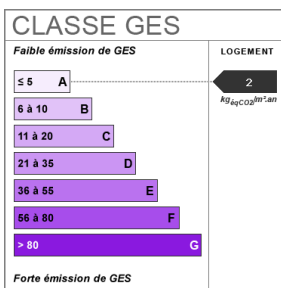 CLASSE GES
Faible émission de GES
LOGEMENT
≤ 5 A
2
kgéqCO2/m².an
6 à 10 B
11 à 20 C
21 à 35 D
36 à 55 E
56 à 80 F
> 80 G
Forte émission de GES